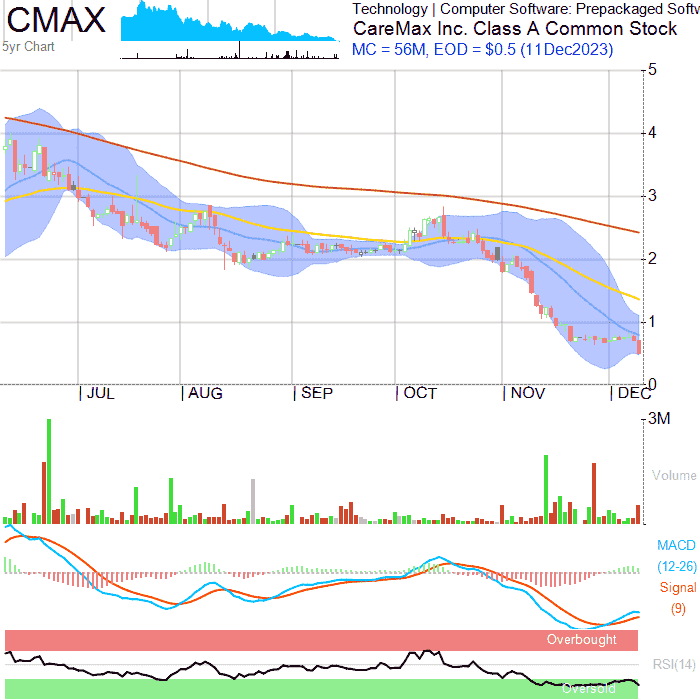 CMAX
5yr Chart
Technology | Computer Software: Prepackaged Softw
CareMax Inc. Class A Common Stock
MC = 56M, EOD = $0.5 (11Dec2023)
5
4
3
2
1
0
JUL AUG SEP OCT NOV DEC
3M
Volume
MACD
(12-26)
Signal
(9)
Overbought
RSI(14)
Oversold